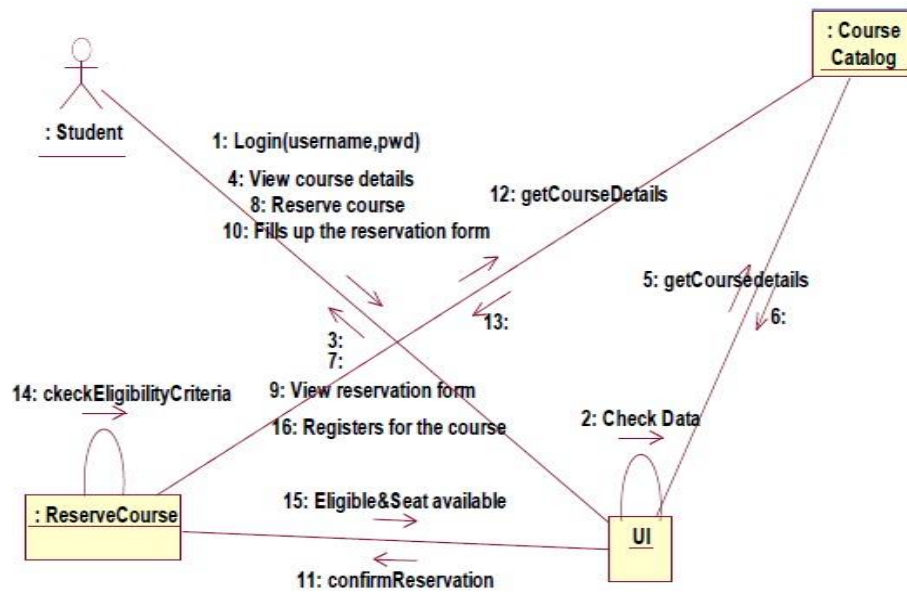 : Course
Catalog
: Student
1: Login(username,pwd)
4: View course details
8: Reserve course
10: Fills up the reservation form
12: getCourseDetails
5: getCoursedetails
6:
13:
3:
7:
14: ckeckEligibilityCriteria
9: View reservation form
16: Registers for the course
2: Check Data
15: Eligible&Seat available
: ReserveCourse
UI
11: confirmReservation